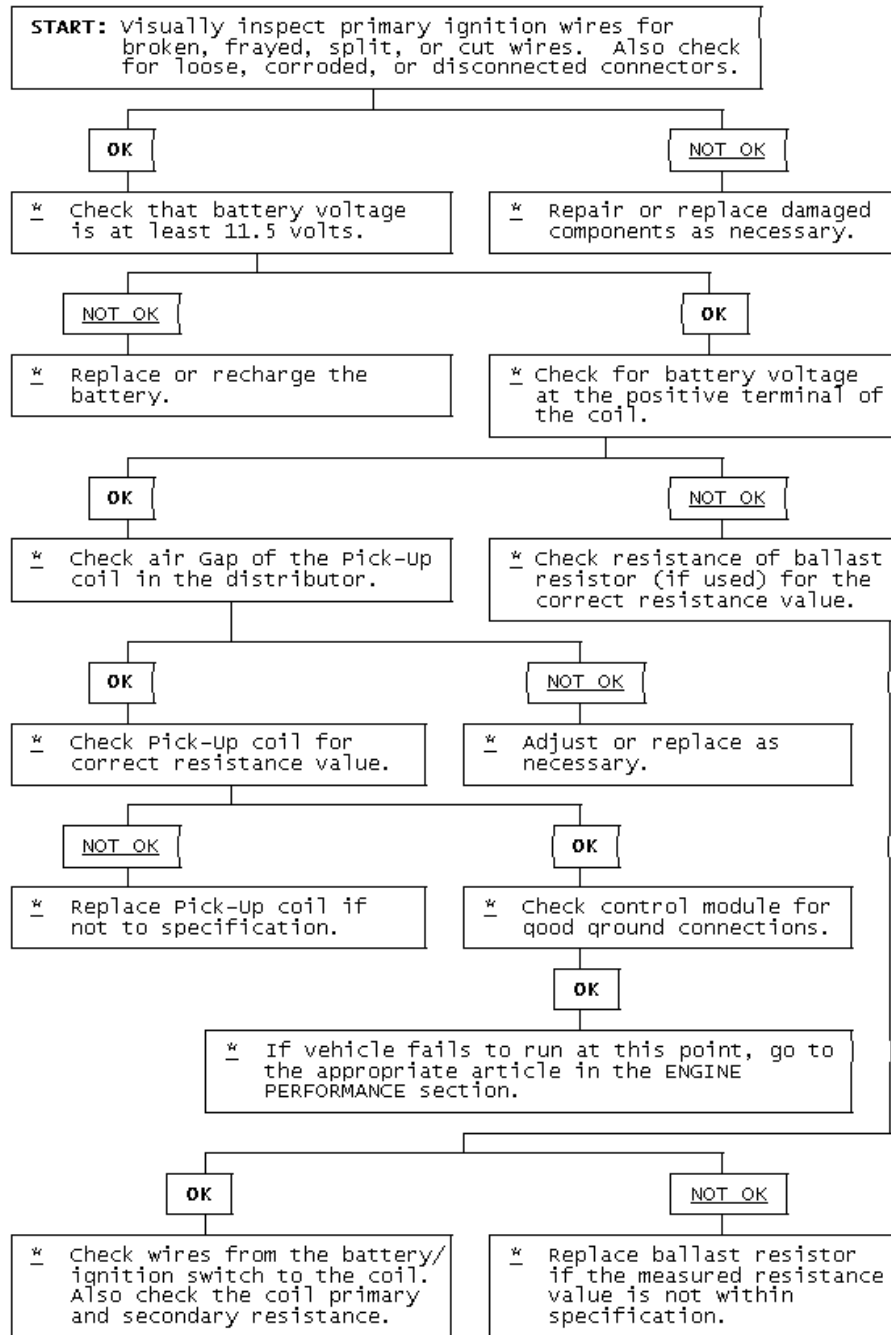 START: Visually inspect primary ignition wires for
broken, frayed, split, or cut wires. Also check
for loose, corroded, or disconnected connectors.
OK
NOT OK
* Check that battery voltage
is at least 11.5 volts.
* Repair or replace damaged
components as necessary.
NOT OK
OK
* Replace or recharge the
battery.
* Check for battery voltage
at the positive terminal of
the coil.
OK
NOT OK
* Check air Gap of the Pick-Up
coil in the distributor.
* Check resistance of ballast
resistor (if used) for the
correct resistance value.
OK
NOT OK
* Check Pick-Up coil for
correct resistance value.
* Adjust or replace as
necessary.
NOT OK
OK
* Replace Pick-Up coil if
not to specification.
* Check control module for
good ground connections.
OK
* If vehicle fails to run at this point, go to
the appropriate article in the ENGINE
PERFORMANCE section.
OK
NOT OK
* Check wires from the battery/
ignition switch to the coil.
Also check the coil primary
and secondary resistance.
* Replace ballast resistor
if the measured resistance
value is not within
specification.